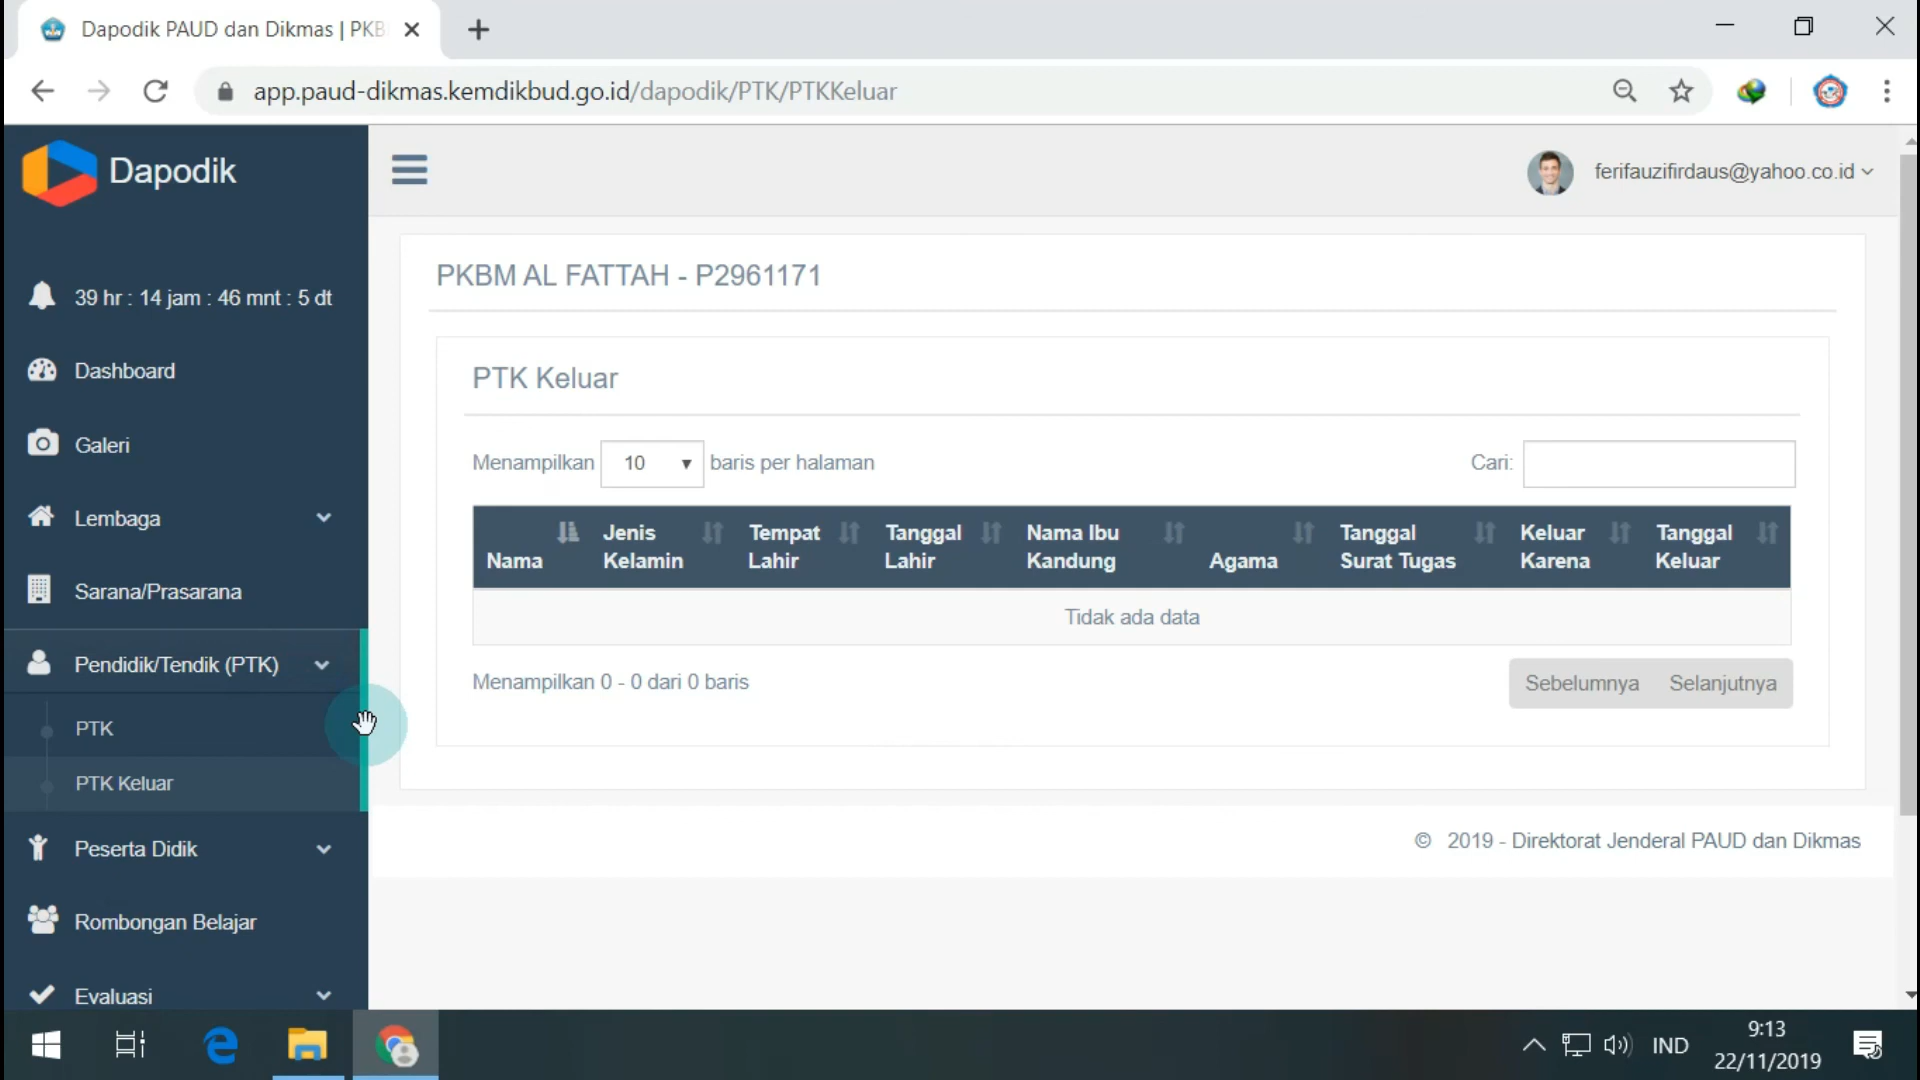 Dapodik PAUD dan Dikmas | PKB
app.paud-dikmas.kemdikbud.go.id/dapodik/PTK/PTKKeluar
Dapodik
ferifauzifirdaus@yahoo.co.id
39 hr : 14 jam : 46 mnt : 5 dt
Dashboard
Galeri
Lembaga
Sarana/Prasarana
Pendidik/Tendik (PTK)
PTK
PTK Keluar
Peserta Didik
Rombongan Belajar
Evaluasi
PKBM AL FATTAH - P2961171
PTK Keluar
Menampilkan 10 baris per halaman
Cari:
Nama
Jenis Kelamin
Tempat Lahir
Tanggal Lahir
Nama Ibu Kandung
Agama
Tanggal Surat Tugas
Keluar Karena
Tanggal Keluar
Tidak ada data
Menampilkan 0 - 0 dari 0 baris
Sebelumnya Selanjutnya
© 2019 - Direktorat Jenderal PAUD dan Dikmas
IND
9:13
22/11/2019